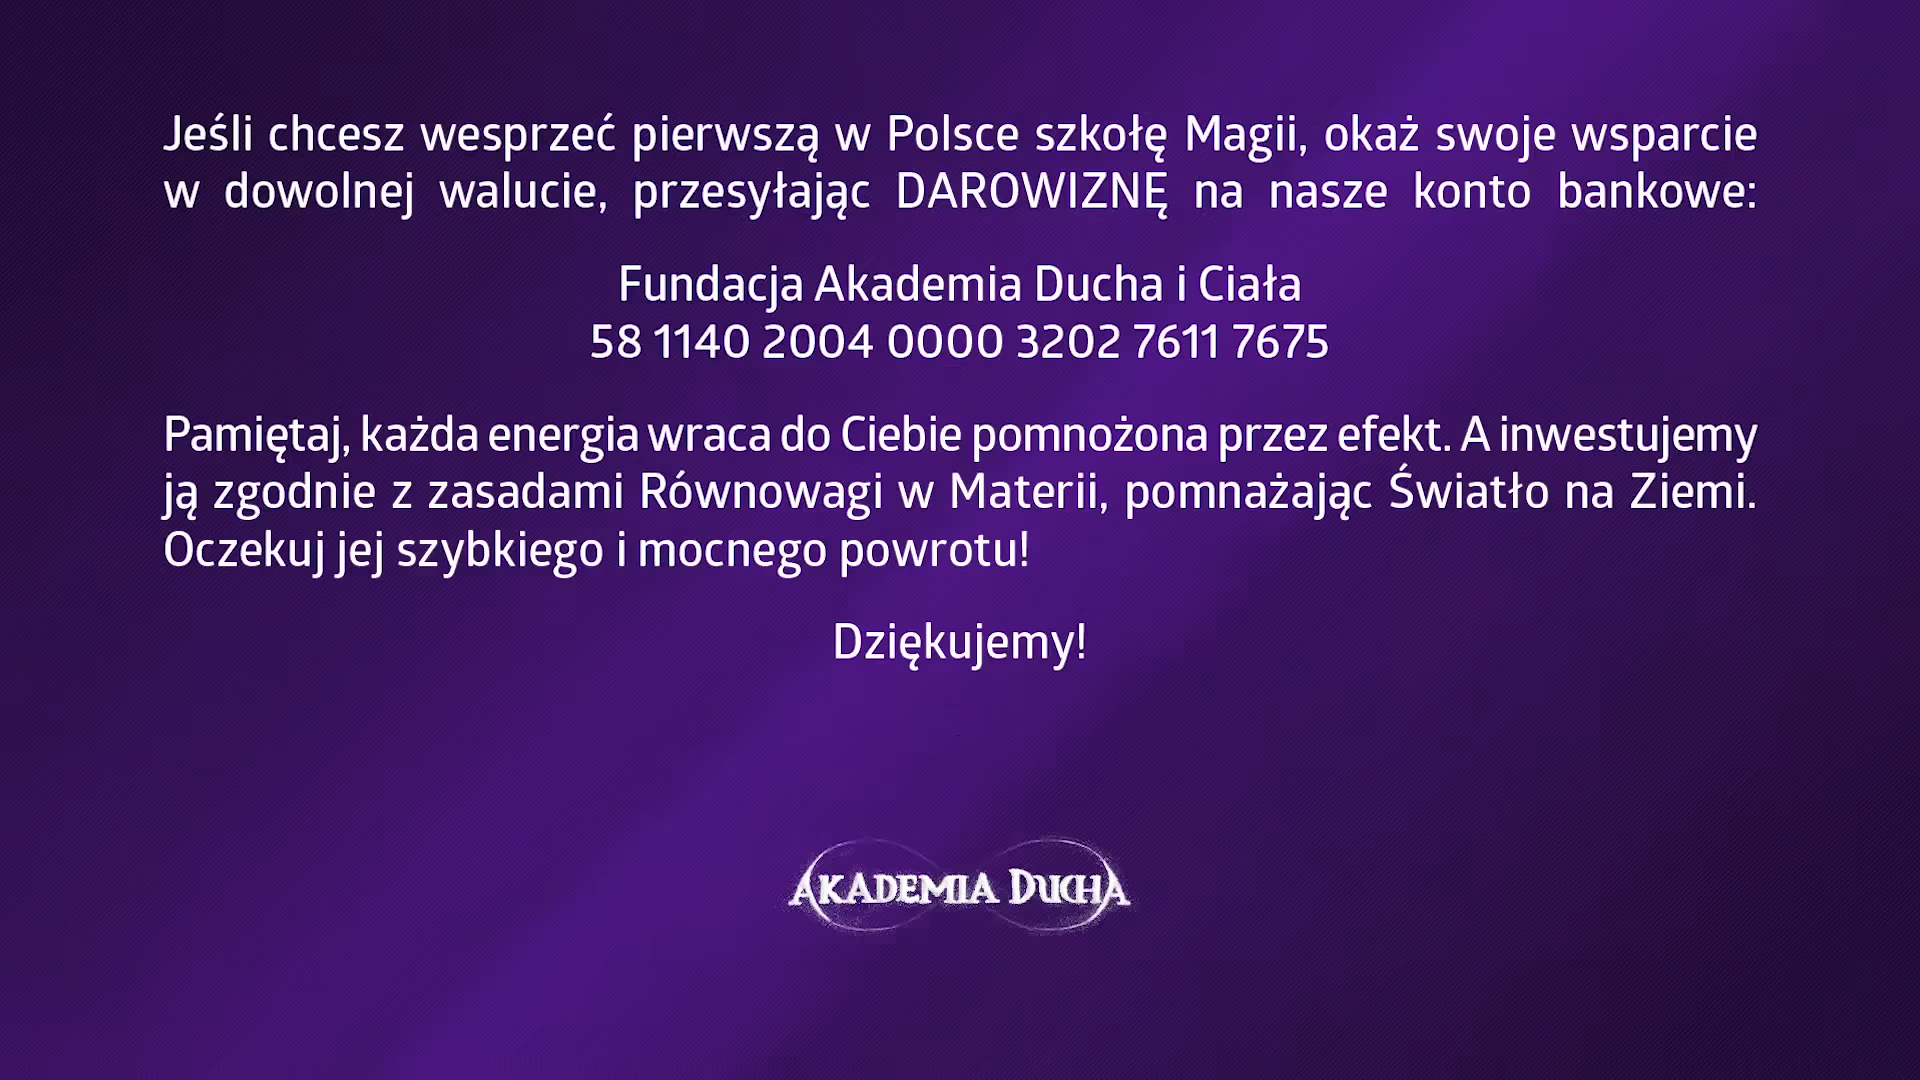 Jeśli chcesz wesprzeć pierwszą w Polsce szkołę Magii, okaż swoje wsparcie
w dowolnej walucie, przesyłając DAROWIZNĘ na nasze konto bankowe:
Fundacja Akademia Ducha i Ciała
58 1140 2004 0000 3202 7611 7675
Pamiętaj, każda energia wraca do Ciebie pomnożona przez efekt. A inwestujemy
ją zgodnie z zasadami Równowagi w Materii, pomnażając Światło na Ziemi.
Oczekuj jej szybkiego i mocnego powrotu!
Dziękujemy!
AKADEMIA DUCHA